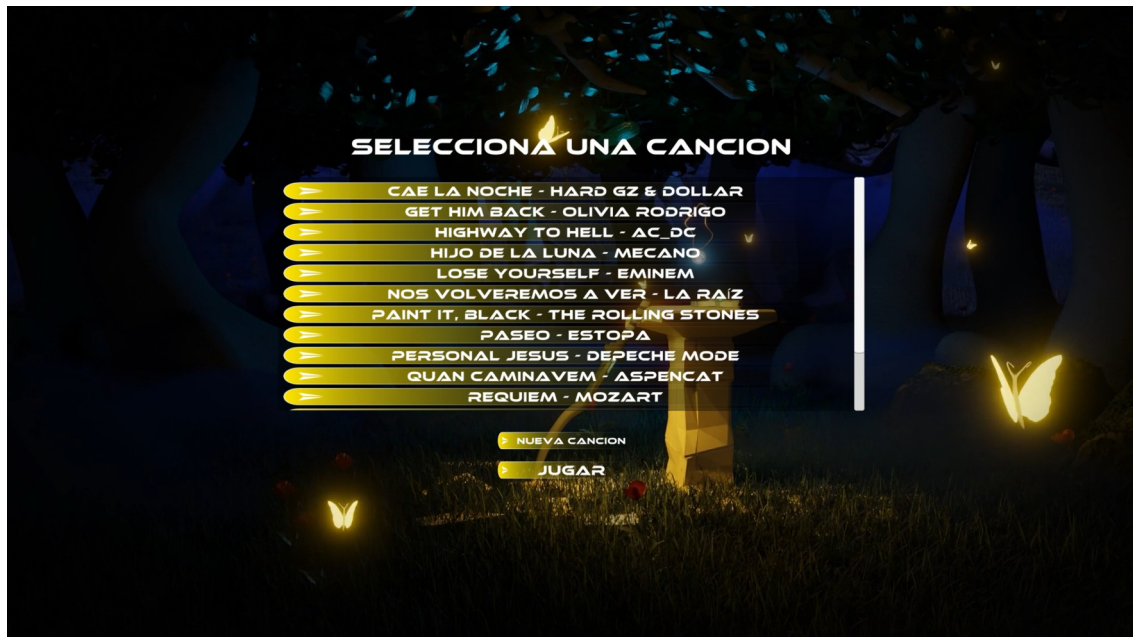 SELECCIONA UNA CANCION
CAE LA NOCHE - HARD GZ & DOLLAR
GET HIM BACK - OLIVIA RODRIGO
HIGHWAY TO HELL - AC_DC
HIJO DE LA LUNA - MECANO
LOSE YOURSELF - EMINEM
NOS VOLVEREMOS A VER - LA RAíZ
PAINT IT, BLACK - THE ROLLING STONES
PASEO - ESTOPA
PERSONAL JESUS - DEPECHE MODE
QUAN CAMINAVEM - ASPENCAT
REQUIEM - MOZART
NUEVA CANCION
JUGAR